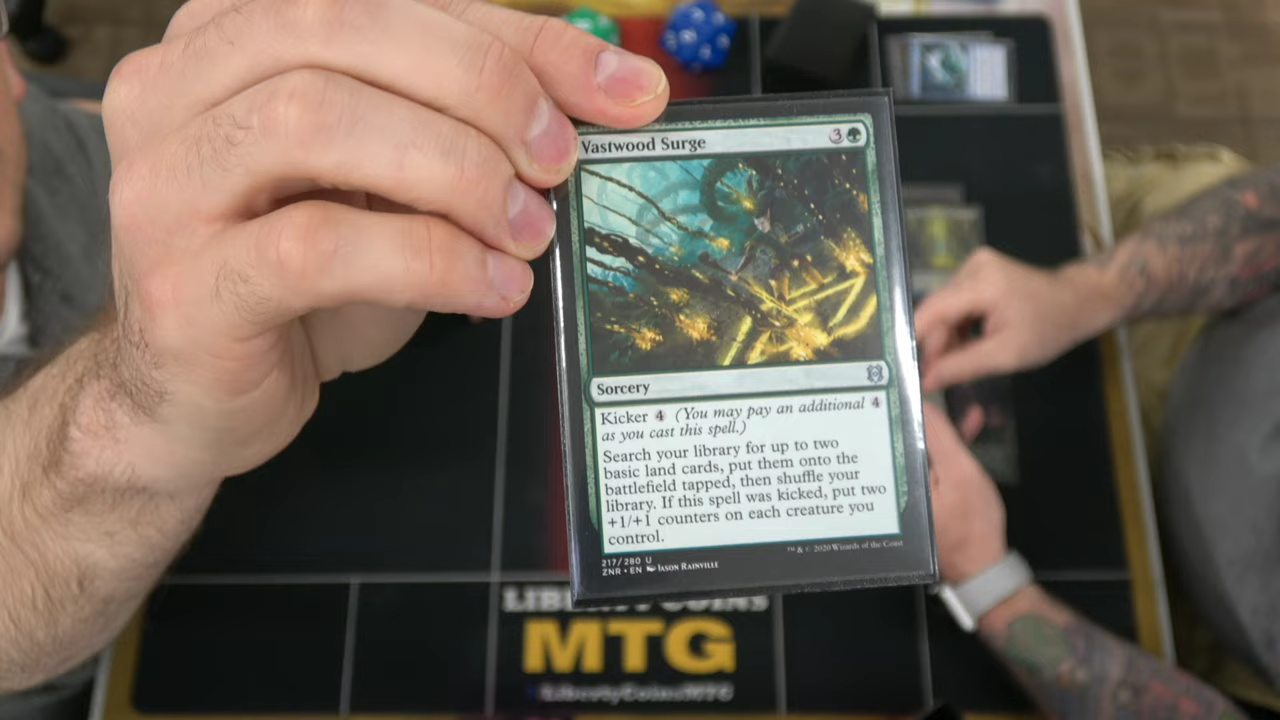 Vastwood Surge 3
Sorcery
Kicker 4 (You may pay an additional 4
as you cast this spell.)
Search your library for up to two
basic land cards, put them onto the
battlefield tapped, then shuffle your
library. If this spell was kicked, put two
+1/+1 counters on each creature you
control.
217/280 U
ZNR • EN Jason Rainville
™ & © 2020 Wizards of the Coast
LIBERTY COINS
MTG
LibertyCoinsMTG